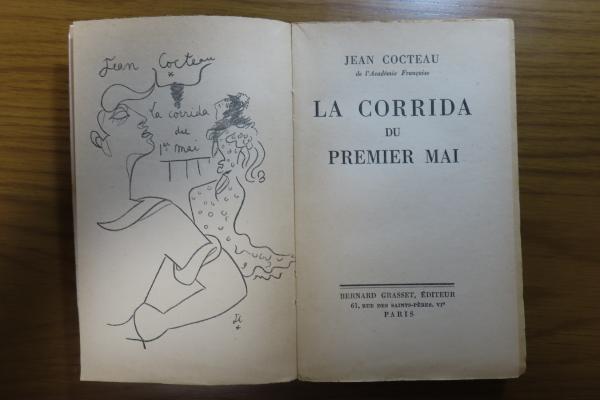 Jean Cocteau
la corrida
du
1er mai
JEAN COCTEAU
de l'Académie Française
LA CORRIDA
DU
PREMIER MAI
BERNARD GRASSET, ÉDITEUR
61, RUE DES SAINTS-PÈRES, VIe
PARIS